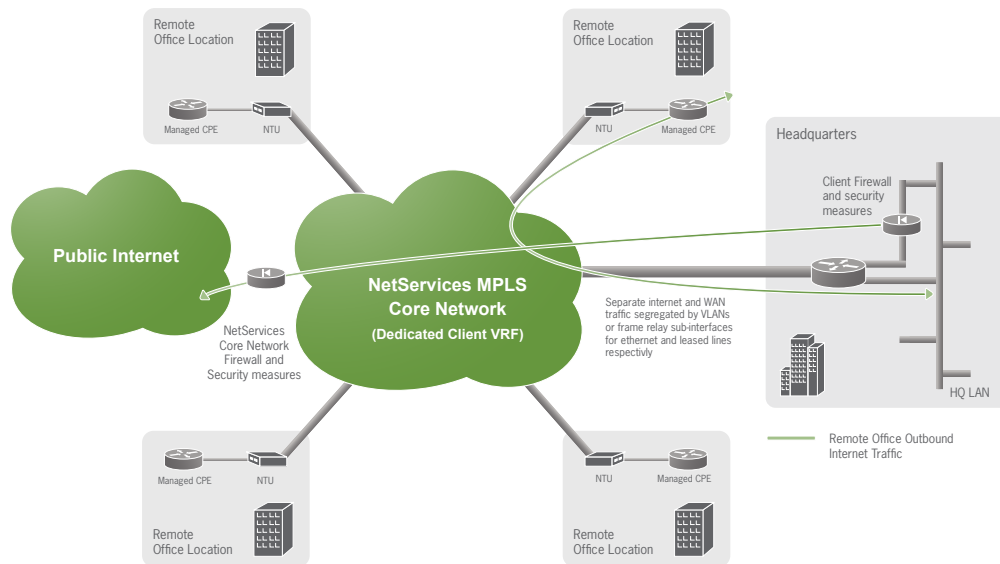 Remote
Office Location
Managed CPE
NTU
Remote
Office Location
NTU
Managed CPE
Headquarters
Client Firewall
and security
measures
Public Internet
NetServices MPLS
Core Network
(Dedicated Client VRF)
NetServices
Core Network
Firewall and
Security measures
Separate internet and WAN
traffic segregated by VLANs
or frame relay sub-interfaces
for ethernet and leased lines
respectivly
HQ LAN
Remote Office Outbound
Internet Traffic
Managed CPE
NTU
Remote
Office Location
NTU
Managed CPE
Remote
Office Location